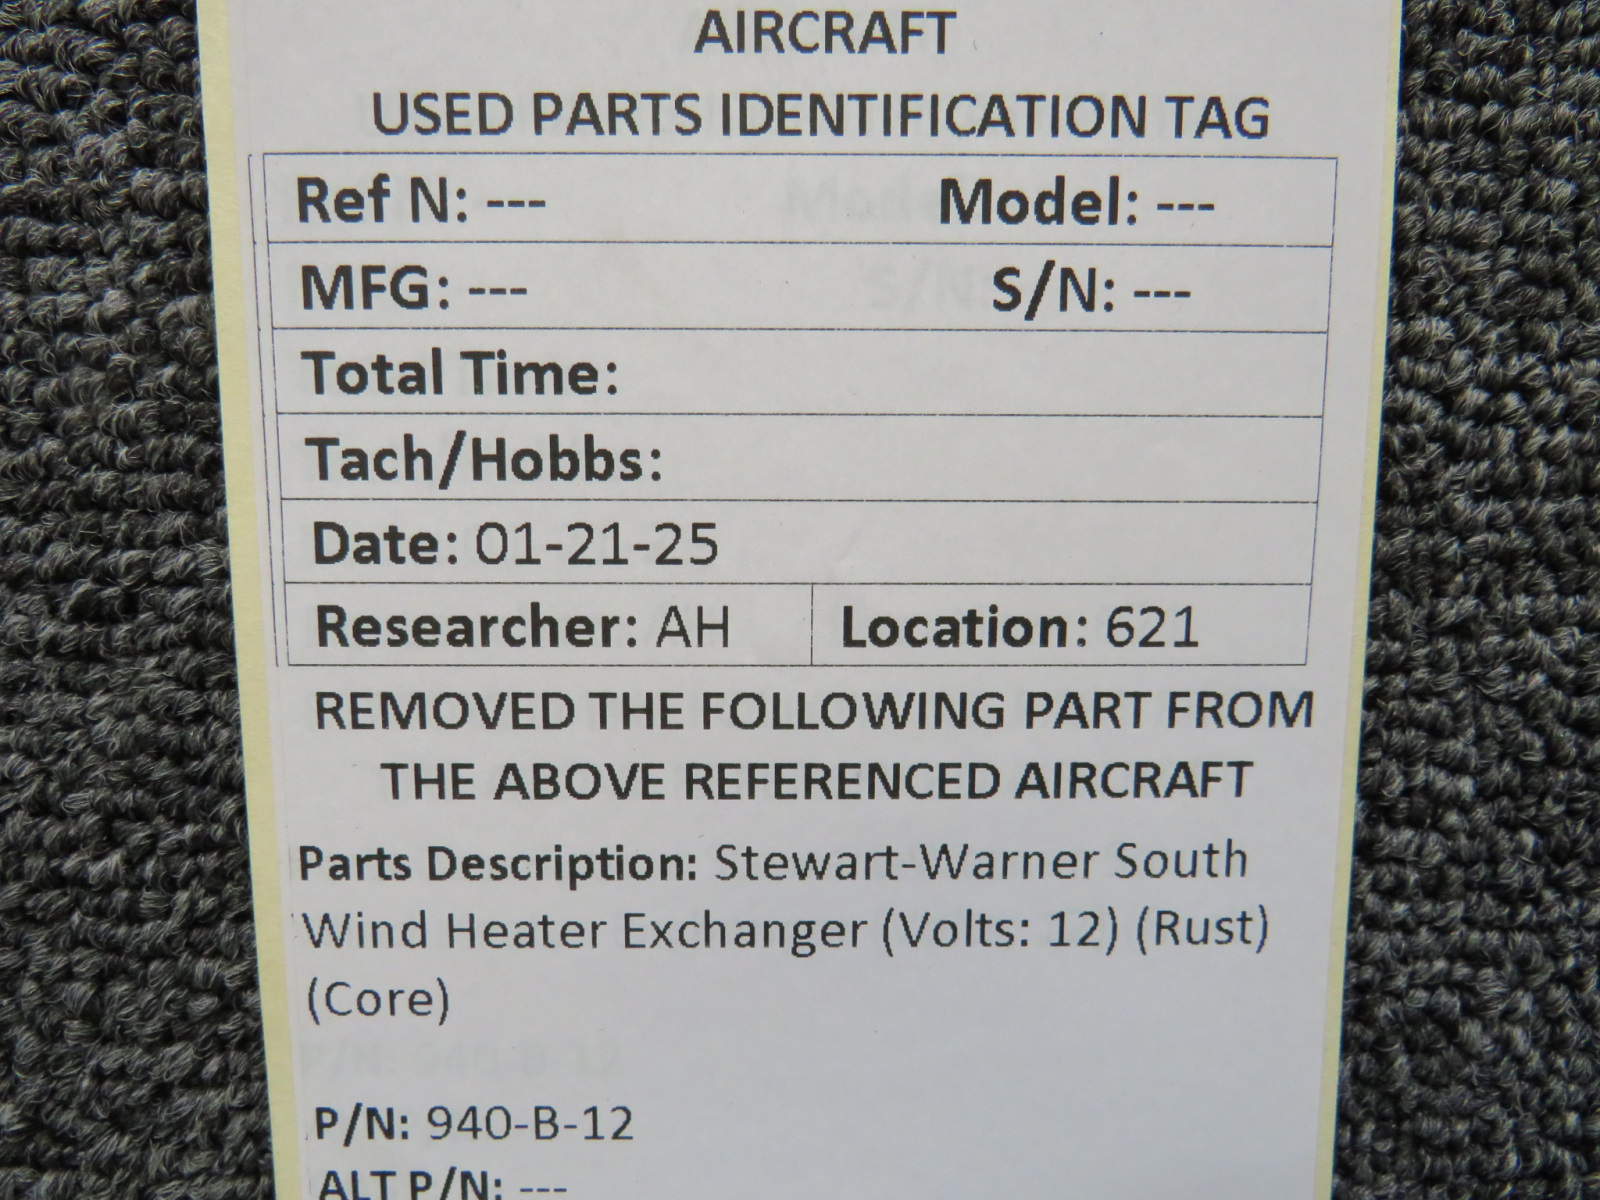 AIRCRAFT
USED PARTS IDENTIFICATION TAG
Ref N: --- Model: ---
MFG: --- S/N: ---
Total Time:
Tach/Hobbs:
Date: 01-21-25
Researcher: AH Location: 621
REMOVED THE FOLLOWING PART FROM
THE ABOVE REFERENCED AIRCRAFT
Parts Description: Stewart-Warner South
Wind Heater Exchanger (Volts: 12) (Rust)
(Core)
P/N: 940-B-12
ALT P/N: ---